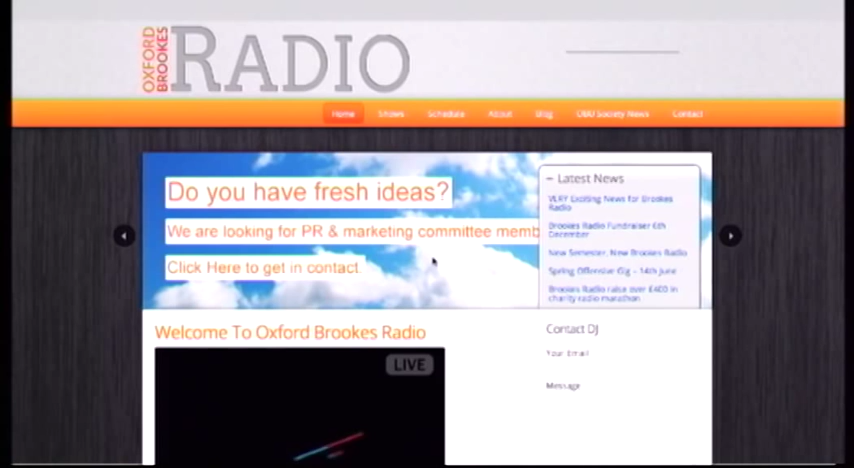 OXFORD
BROOKES
RADIO
Home Shows Schedule About Blog OBU Society News Contact
Do you have fresh ideas?
We are looking for PR & marketing committee memb
Click Here to get in contact.
– Latest News
VERY Exciting News for Brookes
Radio
Brookes Radio Fundraiser 6th
December
New Semester, New Brookes Radio
Spring Offensive Gig – 14th June
Brookes Radio raise over £400 in
charity radio marathon
Welcome To Oxford Brookes Radio
LIVE
Contact DJ
Your Email
Message